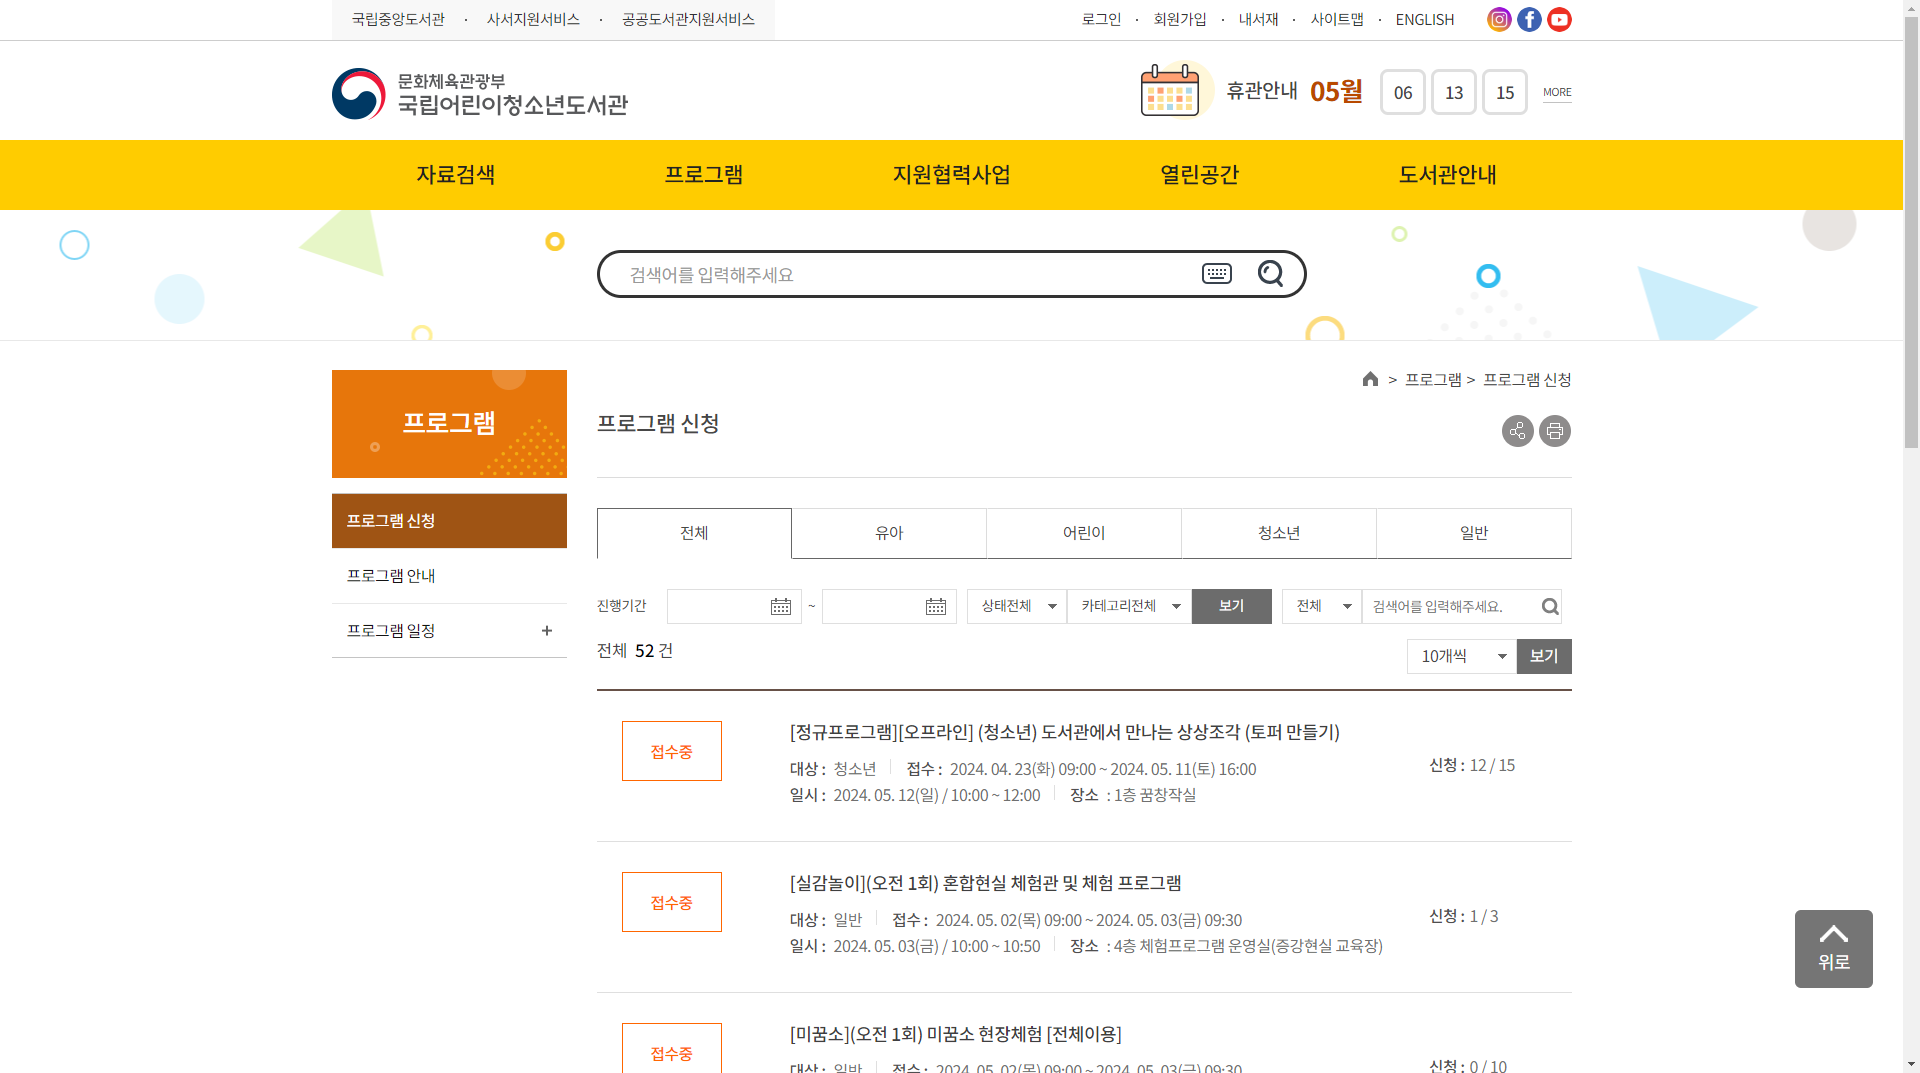 국립중앙도서관 · 사서지원서비스 · 공공도서관지원서비스
로그인 · 회원가입 · 내서재 · 사이트맵 · ENGLISH
문화체육관광부
국립어린이청소년도서관
휴관안내 05월 06 13 15 MORE
자료검색 프로그램 지원협력사업 열린공간 도서관안내
검색어를 입력해주세요
프로그램
프로그램 신청
프로그램 안내
프로그램 일정 +
> 프로그램 > 프로그램 신청
프로그램 신청
전체 유아 어린이 청소년 일반
진행기간 ~ 상태전체 카테고리전체 보기 전체 검색어를 입력해주세요.
전체 52 건
10개씩 보기
접수중
[정규프로그램][오프라인] (청소년) 도서관에서 만나는 상상조각 (토퍼 만들기)
대상 : 청소년 접수 : 2024. 04. 23(화) 09:00 ~ 2024. 05. 11(토) 16:00
일시 : 2024. 05. 12(일) / 10:00 ~ 12:00 장소 : 1층 꿈창작실
신청 : 12 / 15
접수중
[실감놀이](오전 1회) 혼합현실 체험관 및 체험 프로그램
대상 : 일반 접수 : 2024. 05. 02(목) 09:00 ~ 2024. 05. 03(금) 09:30
일시 : 2024. 05. 03(금) / 10:00 ~ 10:50 장소 : 4층 체험프로그램 운영실(증강현실 교육장)
신청 : 1 / 3
접수중
[미꿈소](오전 1회) 미꿈소 현장체험 [전체이용]
대상 : 일반 접수 : 2024. 05. 02(목) 09:00 ~ 2024. 05. 03(금) 09:30
신청 : 0 / 10
위로